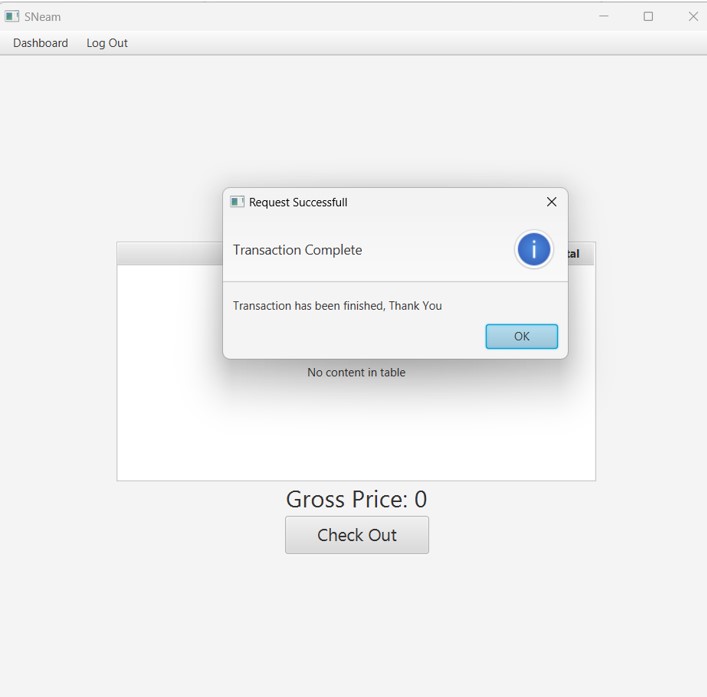 SNeam
Dashboard Log Out
Request Successfull
Transaction Complete
Transaction has been finished, Thank You
OK
No content in table
Gross Price: 0
Check Out